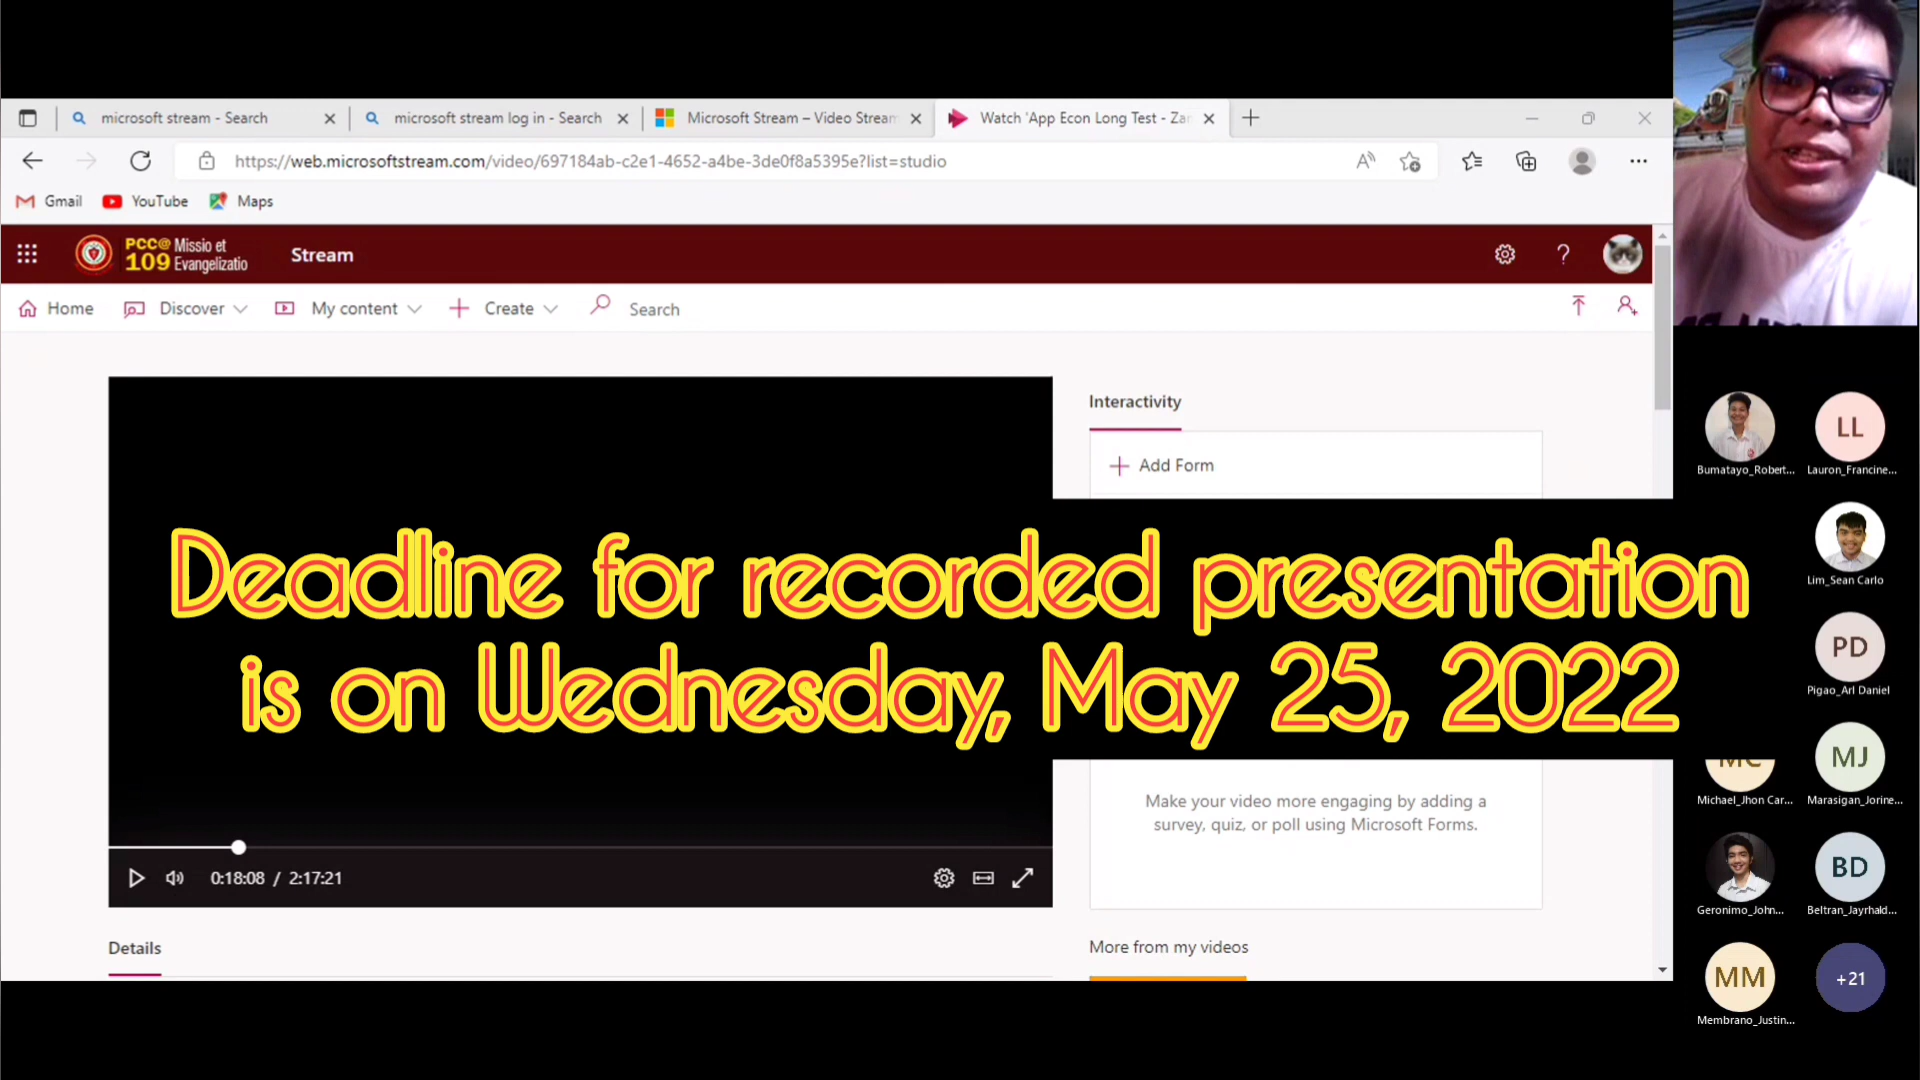 microsoft stream - Search
microsoft stream log in - Search
Microsoft Stream – Video Stream
Watch 'App Econ Long Test - Zar
https://web.microsoftstream.com/video/697184ab-c2e1-4652-a4be-3de0f8a5395e?list=studio
Gmail
YouTube
Maps
PCC@ Missio et
109 Evangelizatio
Stream
?
Home
Discover
My content
Create
Search
Interactivity
Add Form
Deadline for recorded presentation
is on Wednesday, May 25, 2022
Make your video more engaging by adding a
survey, quiz, or poll using Microsoft Forms.
0:18:08 / 2:17:21
Details
More from my videos
Bumatayo_Robert...
LL
Lauron_Francine...
Lim_Sean Carlo
PD
Pigao_Arl Daniel
MC
Michael_Jhon Car...
MJ
Marasigan_Jorine...
Geronimo_John...
BD
Beltran_Jayrhald...
MM
Membrano_Justin...
+21